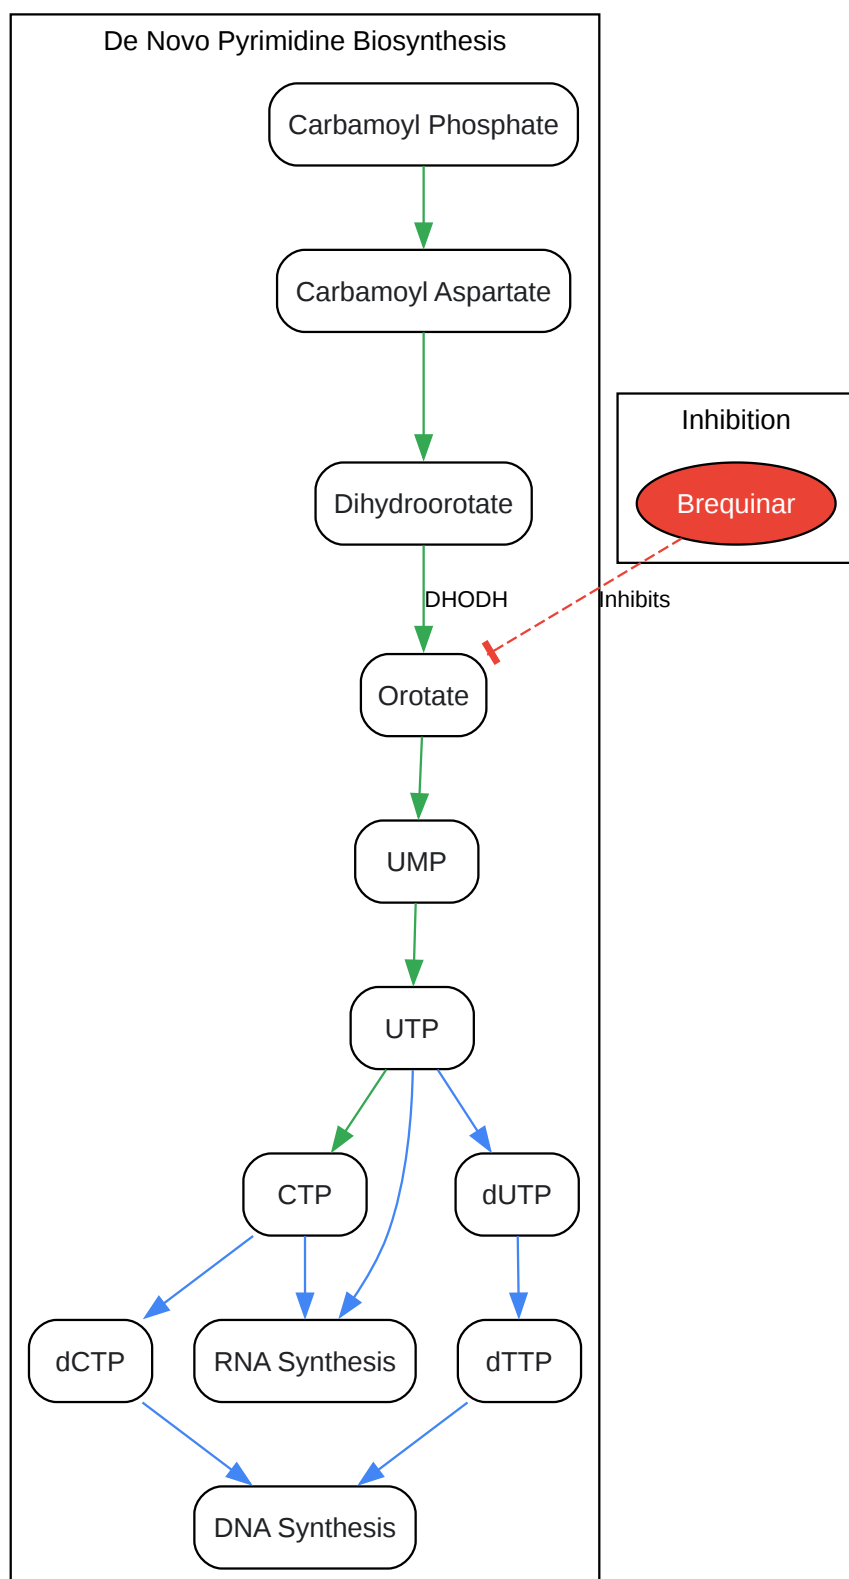 De Novo Pyrimidine Biosynthesis
Carbamoyl Phosphate
Carbamoyl Aspartate
Inhibition
Dihydroorotate
Brequinar
DHODH
Inhibits
Orotate
UMP
UTP
CTP
dUTP
dCTP
RNA Synthesis
dTTP
DNA Synthesis